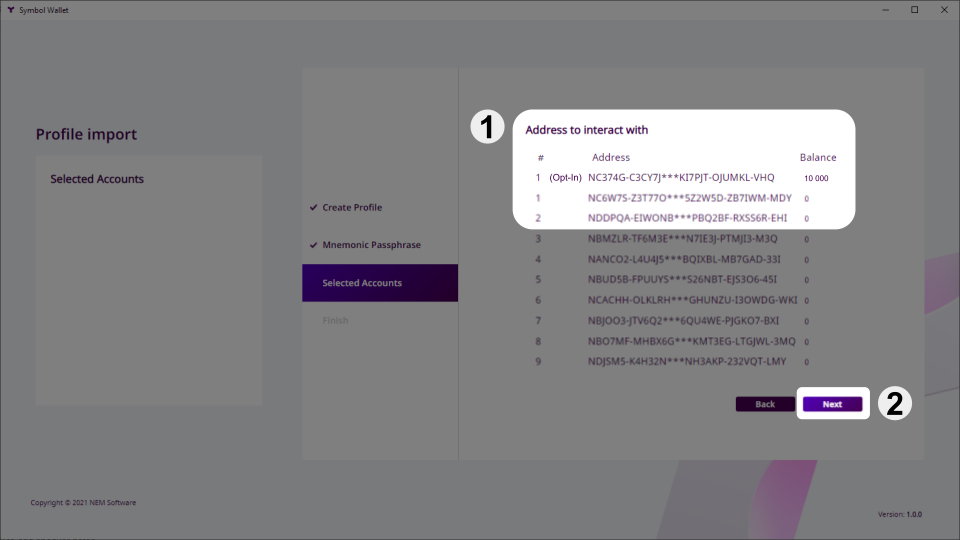 Symbol Wallet
Profile import
Selected Accounts
Create Profile
Mnemonic Passphrase
Selected Accounts
Finish
1
Address to interact with
# Address Balance
1 (Opt-In) NC374G-C3CY7J***KI7PJT-OJUMKL-VHQ 10 000
1 NC6W7S-Z3T77O***5Z2W5D-ZB7IWM-MDY 0
2 NDDPQA-EIWONB***PBQ2BF-RXSS6R-EHI 0
3 NBMZLR-TF6M3E***N7IE3J-PTMJI3-M3Q 0
4 NANCO2-L4U4J5***BQIXBL-MB7GAD-33I 0
5 NBUD5B-FPUUYS***S26NBT-EJS3O6-45I 0
6 NCACHH-OLKLRH***GHUNZU-I3OWDG-WKI 0
7 NBJOO3-JTV6Q2***6QU4WE-PJGKO7-BXI 0
8 NBO7MF-MHBX6G***KMT3EG-LTGJWL-3MQ 0
9 NDJSM5-K4H32N***NH3AKP-232VQT-LMY 0
Back Next 2
Copyright © 2021 NEM Software
Version: 1.0.0